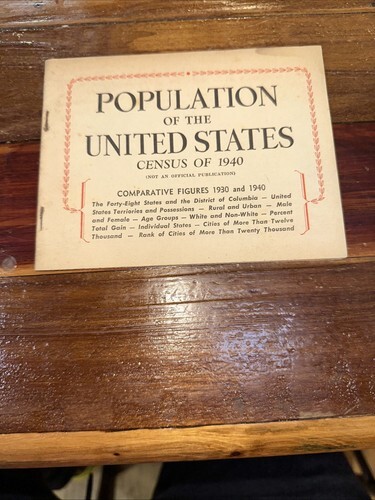 POPULATION
OF THE
UNITED STATES
CENSUS OF 1940
(NOT AN OFFICIAL PUBLICATION)
COMPARATIVE FIGURES 1930 and 1940
The Forty-Eight States and the District of Columbia — United
States Territories and Possessions — Rural and Urban — Male
and Female — Age Groups — White and Non-White — Percent
Total Gain — Individual States — Cities of More Than Twelve
Thousand — Rank of Cities of More Than Twenty Thousand